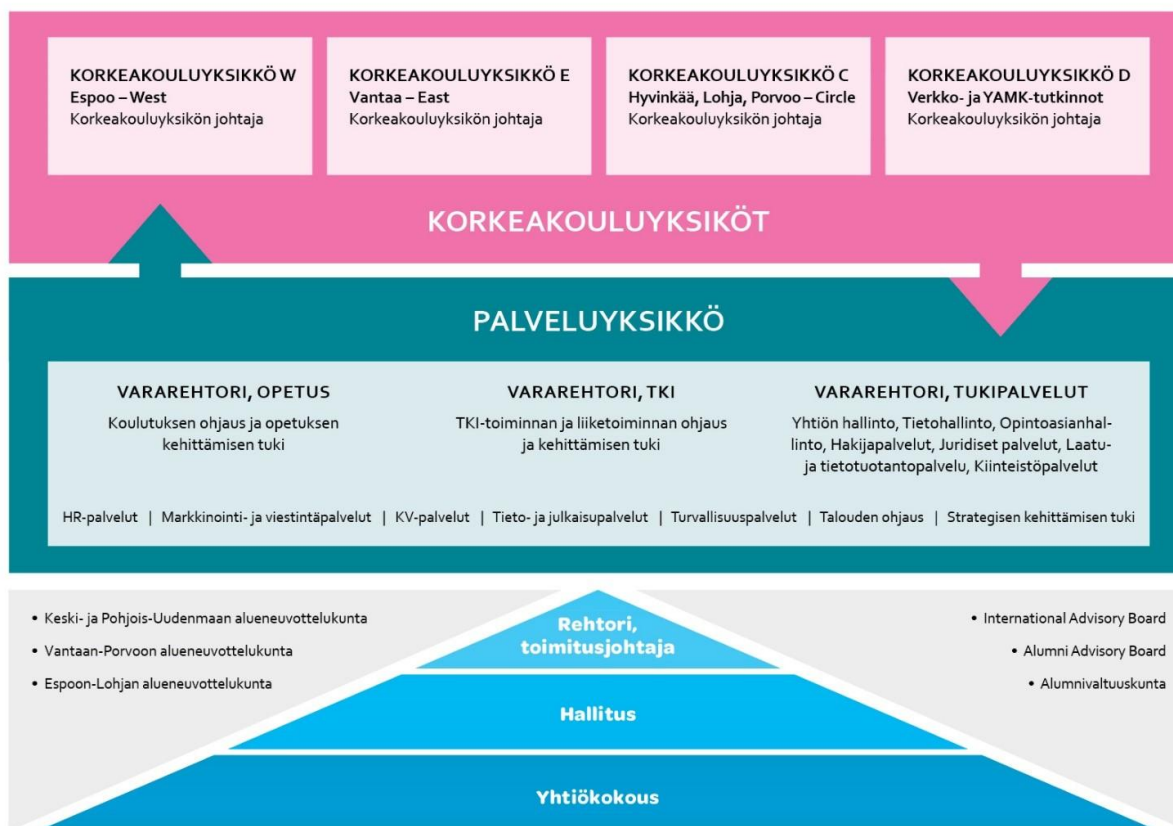 KORKEAKOULUYKSIKKÖ W
Espoo – West
Korkeakouluyksikön johtaja
KORKEAKOULUYKSIKKÖ E
Vantaa – East
Korkeakouluyksikön johtaja
KORKEAKOULUYKSIKKÖ C
Hyvinkää, Lohja, Porvoo – Circle
Korkeakouluyksikön johtaja
KORKEAKOULUYKSIKKÖ D
Verkko- ja YAMK-tutkinnot
Korkeakouluyksikön johtaja
KORKEAKOULUYKSIKÖT
PALVELUYKSIKKÖ
VARAREHTORI, OPETUS
Koulutuksen ohjaus ja opetuksen
kehittämisen tuki
VARAREHTORI, TKI
TKI-toiminnan ja liiketoiminnan ohjaus
ja kehittämisen tuki
VARAREHTORI, TUKIPALVELUT
Yhtiön hallinto, Tietohallinto, Opintoasianhal-
linto, Hakijapalvelut, Juridiset palvelut, Laatu-
ja tietotuotantopalvelu, Kiinteistöpalvelut
HR-palvelut | Markkinointi- ja viestintäpalvelut | KV-palvelut | Tieto- ja julkaisupalvelut | Turvallisuuspalvelut | Talouden ohjaus | Strategisen kehittämisen tuki
• Keski- ja Pohjois-Uudenmaan alueneuvottelukunta
• Vantaan-Porvoon alueneuvottelukunta
• Espoon-Lohjan alueneuvottelukunta
Rehtori,
toimitusjohtaja
Hallitus
Yhtiökokous
• International Advisory Board
• Alumni Advisory Board
• Alumnivaltuuskunta